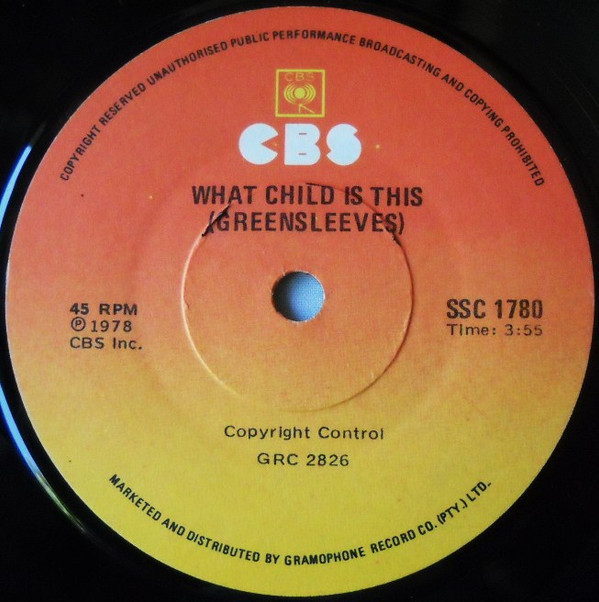 COPYRIGHT RESERVED UNAUTHORISED PUBLIC PERFORMANCE BROADCASTING AND COPYING PROHIBITED
CBS
CBS
WHAT CHILD IS THIS
(GREENSLEEVES)
45 RPM
Ⓟ 1978
CBS Inc.
SSC 1780
Time: 3:55
Copyright Control
GRC 2826
MARKETED AND DISTRIBUTED BY GRAMOPHONE RECORD CO. (PTY.) LTD.